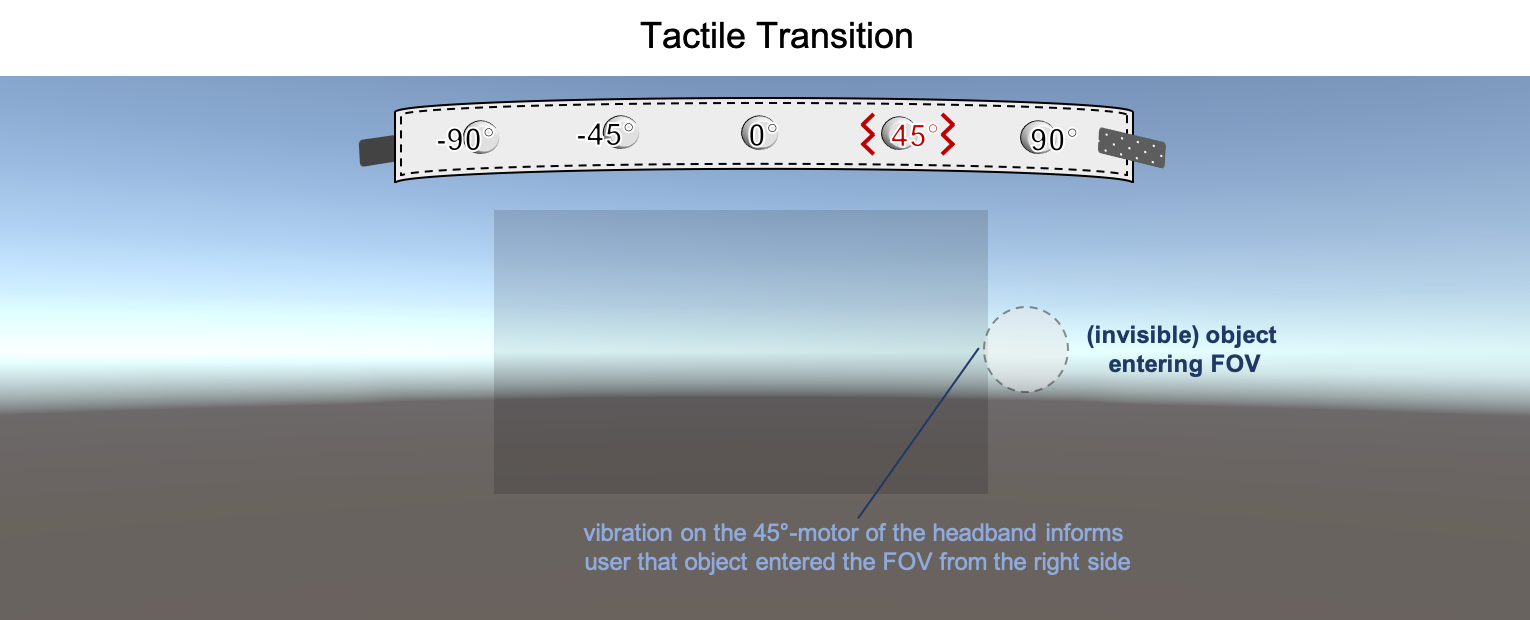 Tactile Transition
-90° -45° 0° 45° 90°
(invisible) object
entering FOV
vibration on the 45°-motor of the headband informs
user that object entered the FOV from the right side